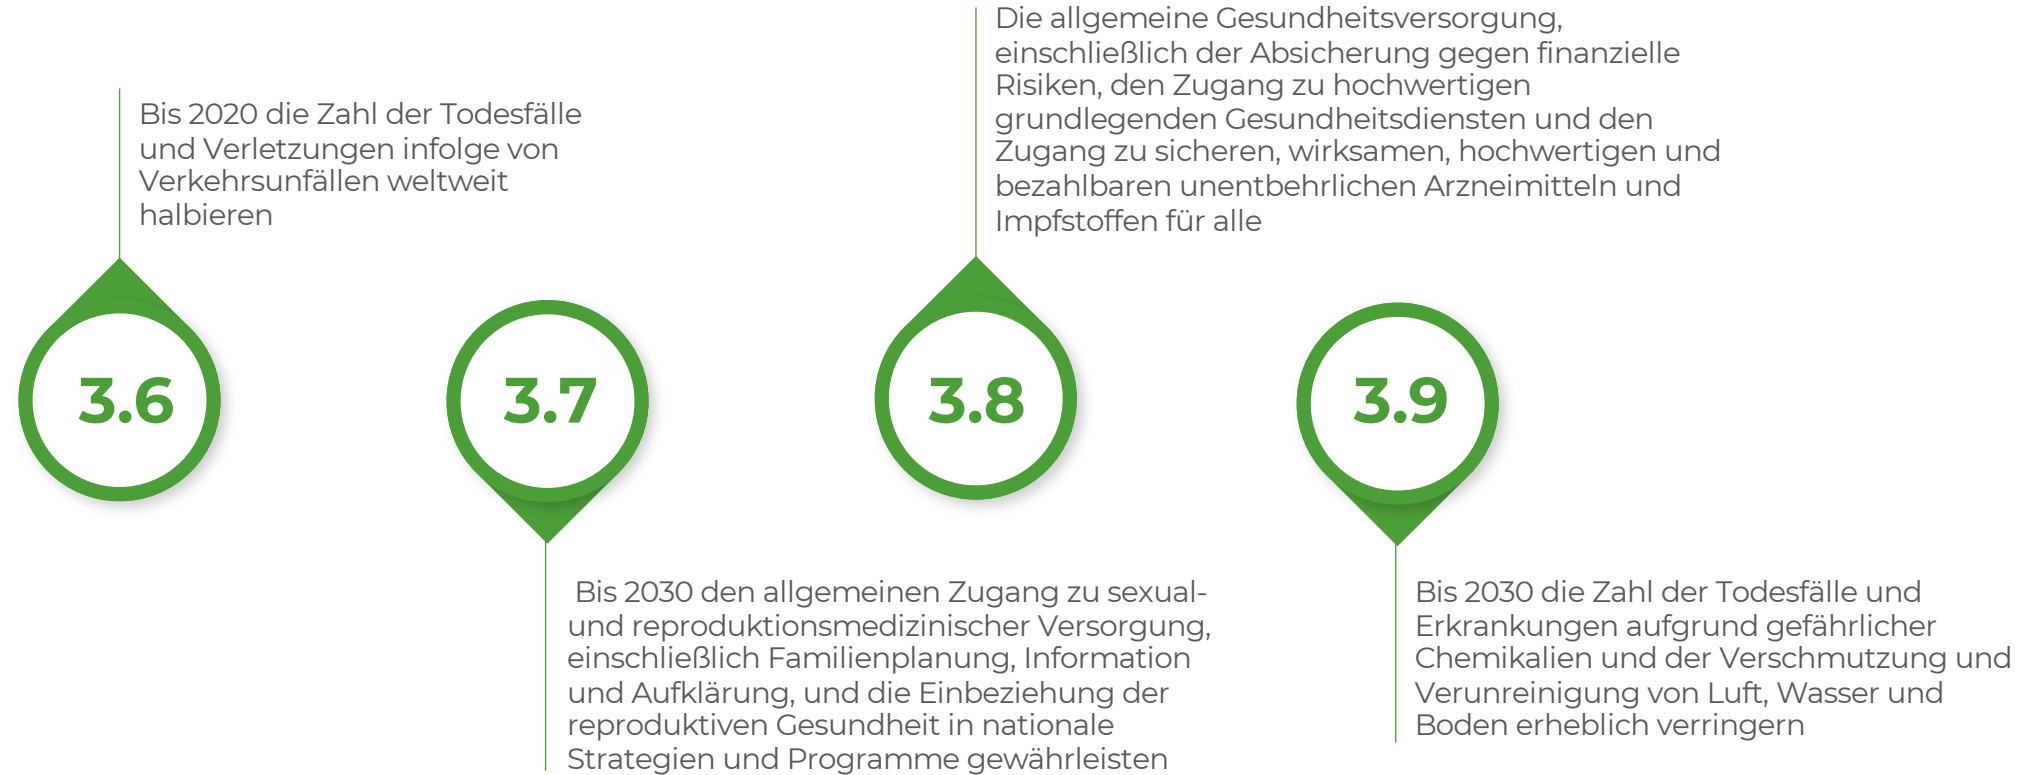 Bis 2020 die Zahl der Todesfälle
und Verletzungen infolge von
Verkehrsunfällen weltweit
halbieren
3.6
Bis 2030 den allgemeinen Zugang zu sexual-
und reproduktionsmedizinischer Versorgung,
einschließlich Familienplanung, Information
und Aufklärung, und die Einbeziehung der
reproduktiven Gesundheit in nationale
Strategien und Programme gewährleisten
3.7
Die allgemeine Gesundheitsversorgung,
einschließlich der Absicherung gegen finanzielle
Risiken, den Zugang zu hochwertigen
grundlegenden Gesundheitsdiensten und den
Zugang zu sicheren, wirksamen, hochwertigen und
bezahlbaren unentbehrlichen Arzneimitteln und
Impfstoffen für alle
3.8
Bis 2030 die Zahl der Todesfälle und
Erkrankungen aufgrund gefährlicher
Chemikalien und der Verschmutzung und
Verunreinigung von Luft, Wasser und
Boden erheblich verringern
3.9